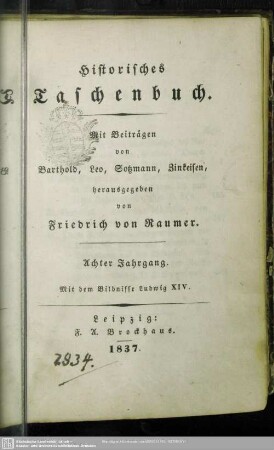 Historisches
Taschenbuch.
Mit Beiträgen
von
Barthold, Leo, Sotzmann, Zinkeisen,
herausgegeben
von
Friedrich von Raumer.
Achter Jahrgang.
Mit dem Bildnisse Ludwig XIV.
Leipzig:
F. A. Brockhaus.
1837.
2834.